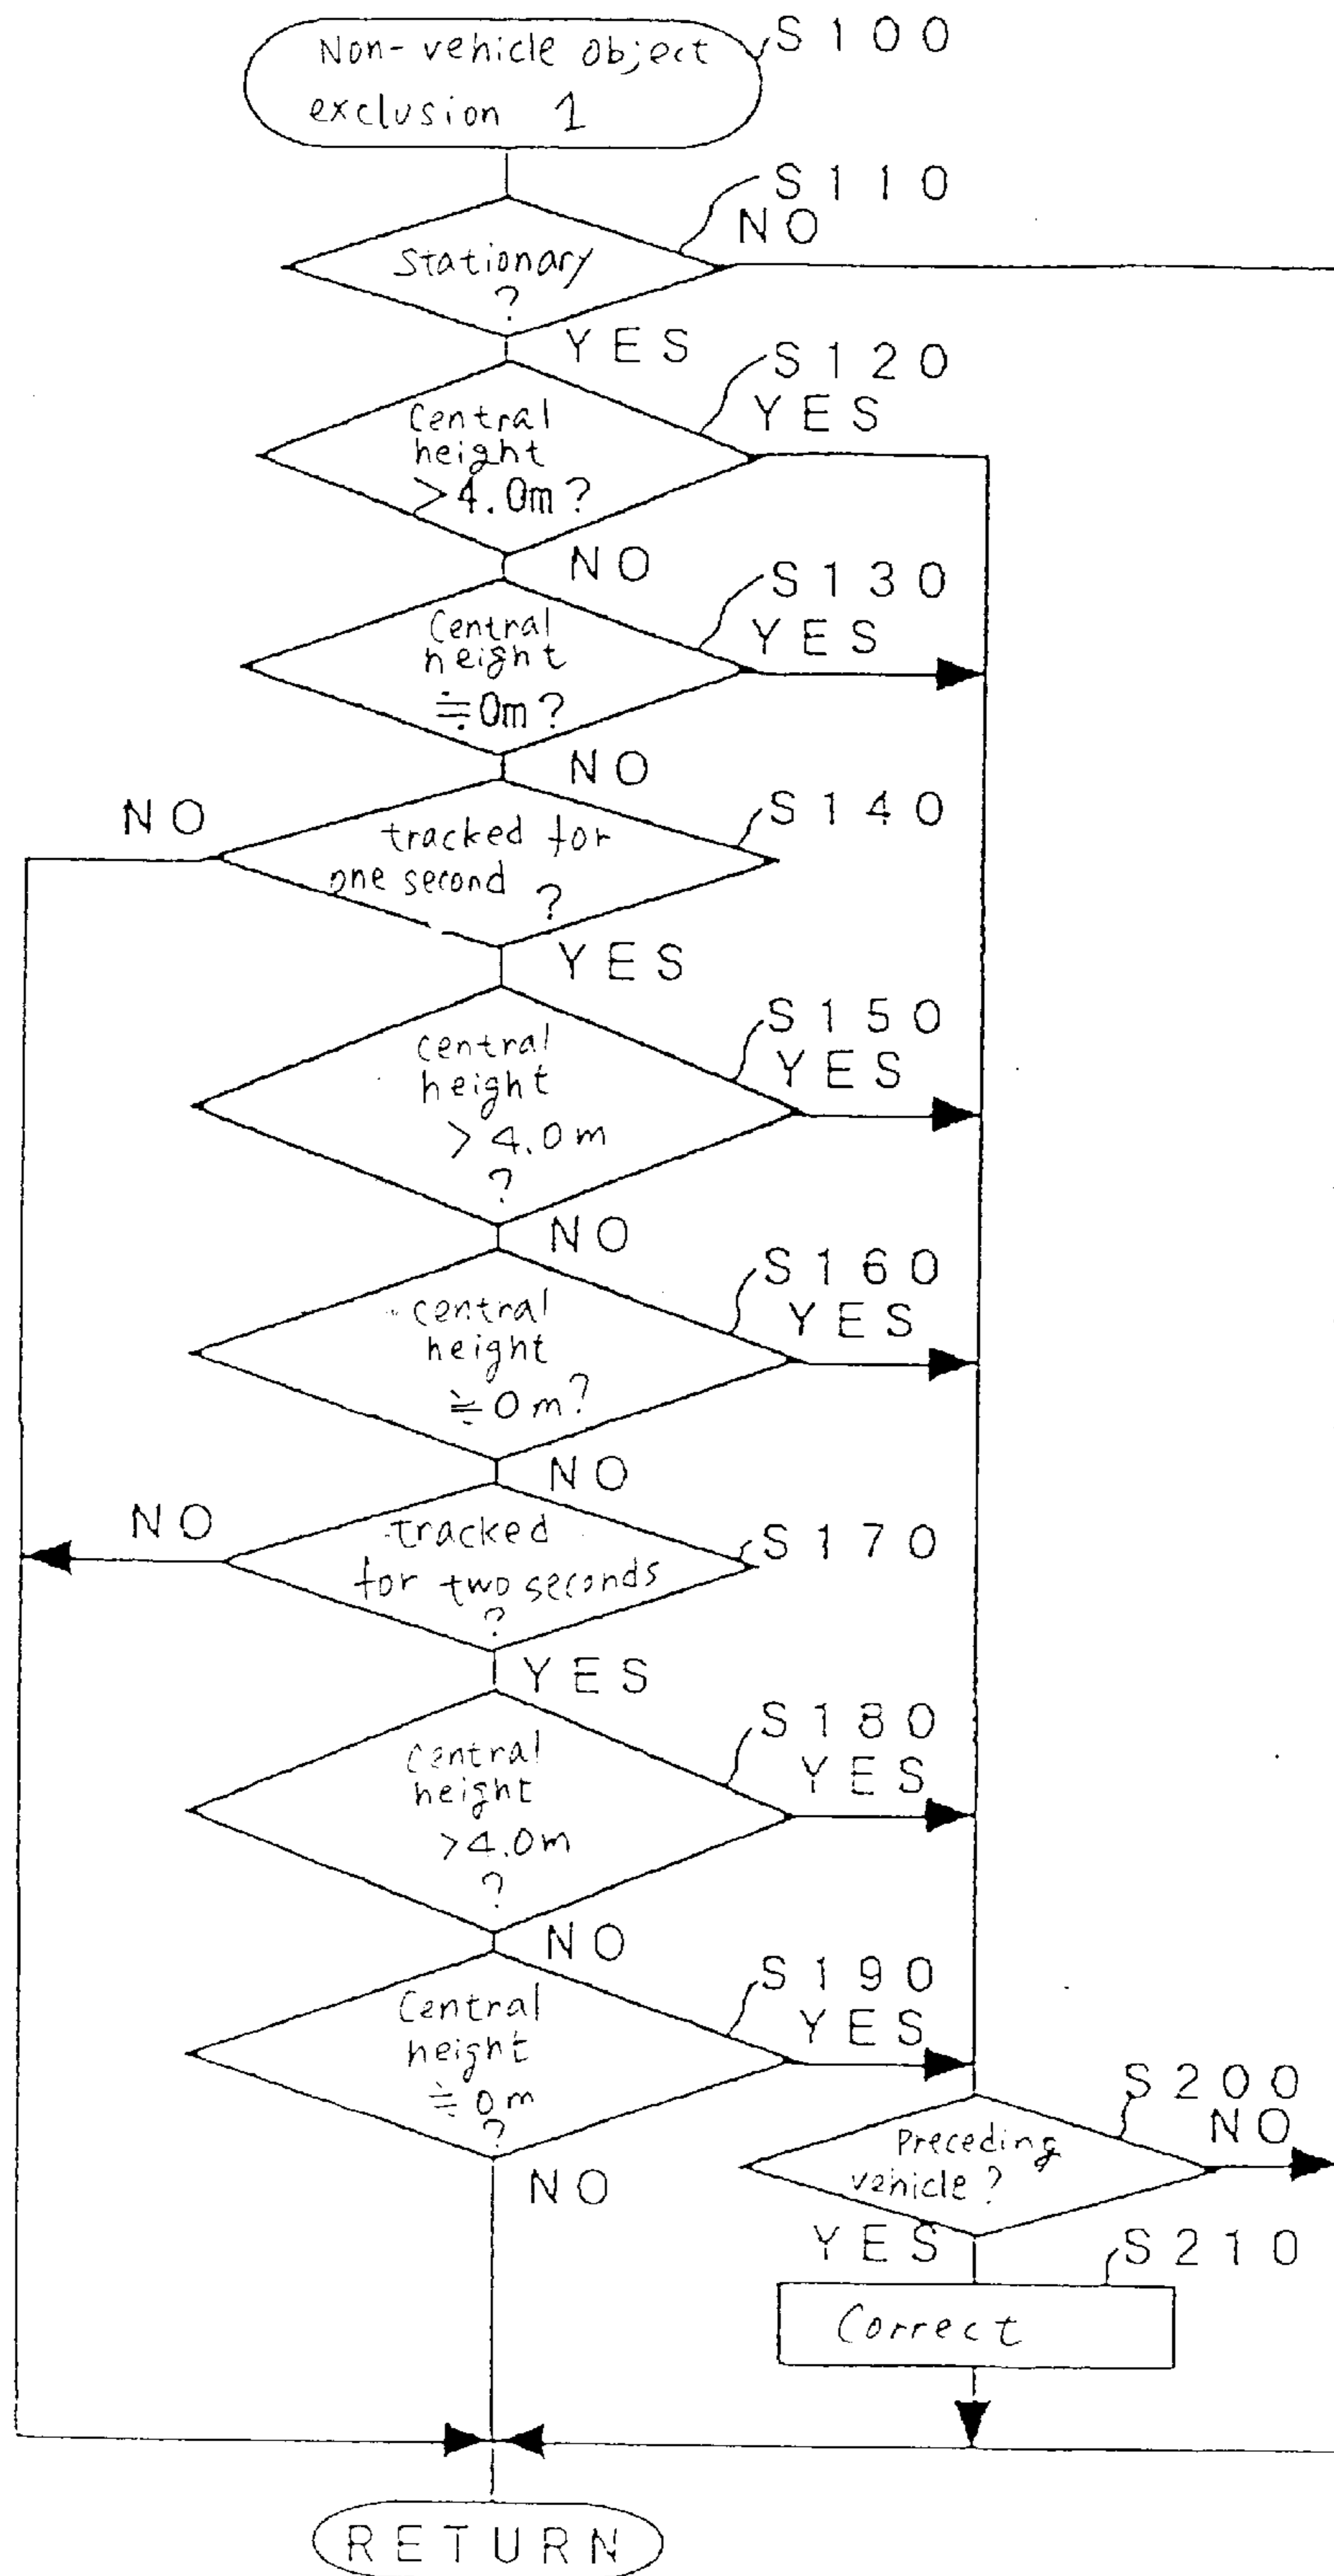 Non-vehicle object
exclusion 1
S100
S110
NO
Stationary
?
YES
S120
YES
Central
height
>4.0m?
NO
S130
YES
Central
height
≒0m?
NO
NO
S140
tracked for
one second
?
YES
S150
YES
Central
height
>4.0m
?
NO
S160
YES
central
height
≒0m?
NO
NO
S170
tracked
for two seconds
?
YES
S180
YES
Central
height
>4.0m
?
NO
S190
YES
Central
height
≒0m
?
NO
S200
NO
Preceding
vehicle?
YES
S210
Correct
RETURN